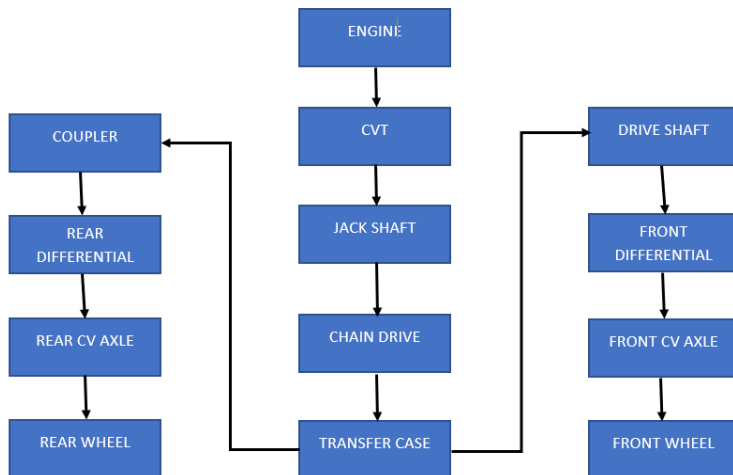 ENGINE
CVT
JACK SHAFT
CHAIN DRIVE
TRANSFER CASE
COUPLER
REAR
DIFFERENTIAL
REAR CV AXLE
REAR WHEEL
DRIVE SHAFT
FRONT
DIFFERENTIAL
FRONT CV AXLE
FRONT WHEEL